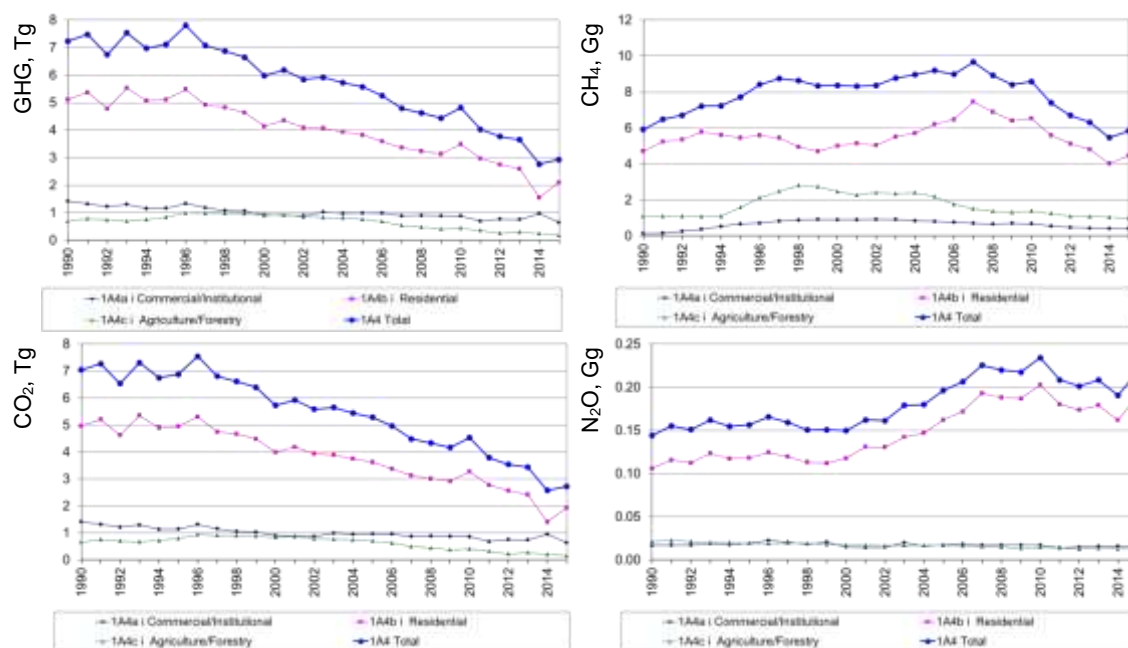 GHG, Tg
8
7
6
5
4
3
2
1
0
1990 1992 1994 1996 1998 2000 2002 2004 2006 2008 2010 2012 2014
1A4a i Commercial/Institutional 1A4b i Residential
1A4c i Agriculture/Forestry 1A4 Total
CH₄, Gg
12
10
8
6
4
2
0
1990 1992 1994 1996 1998 2000 2002 2004 2006 2008 2010 2012 2014
1A4a i Commercial/Institutional 1A4b i Residential
1A4c i Agriculture/Forestry 1A4 Total
CO₂, Tg
8
7
6
5
4
3
2
1
0
1990 1992 1994 1996 1998 2000 2002 2004 2006 2008 2010 2012 2014
1A4a i Commercial/Institutional 1A4b i Residential
1A4c i Agriculture/Forestry 1A4 Total
N₂O, Gg
0.25
0.20
0.15
0.10
0.05
0.00
1990 1992 1994 1996 1998 2000 2002 2004 2006 2008 2010 2012 2014
1A4a i Commercial/Institutional 1A4b i Residential
1A4c i Agriculture/Forestry 1A4 Total